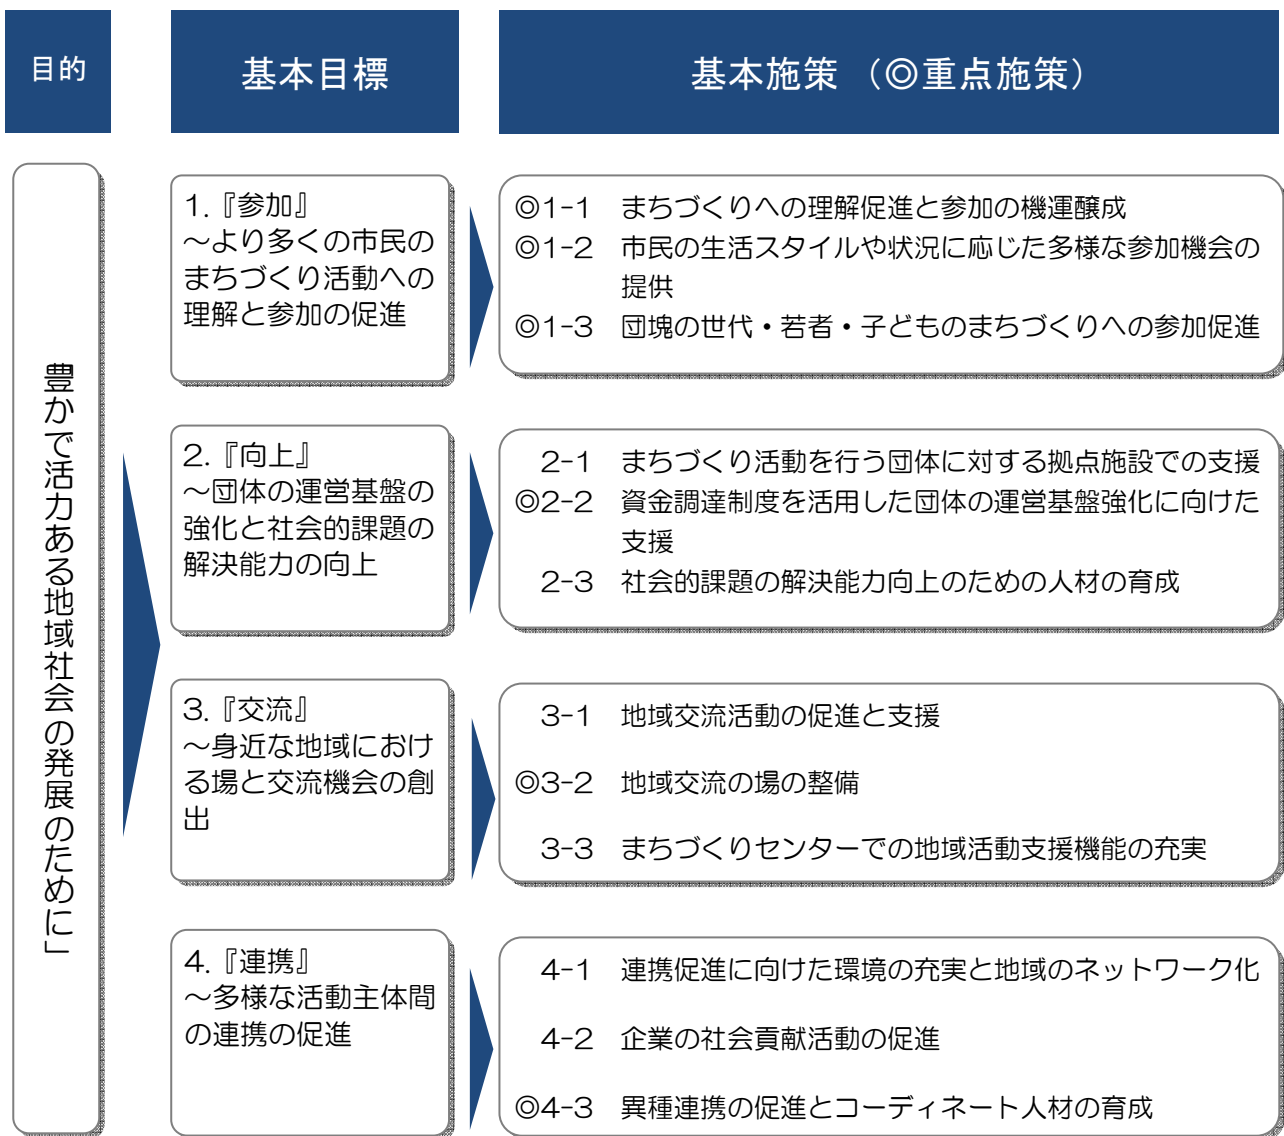 目的
基本目標
基本施策 (◎重点施策)
豊かで活力ある地域社会の発展のために」
1.『参加』
～より多くの市民の
まちづくり活動への
理解と参加の促進
◎1-1 まちづくりへの理解促進と参加の機運醸成
◎1-2 市民の生活スタイルや状況に応じた多様な参加機会の
提供
◎1-3 団塊の世代・若者・子どものまちづくりへの参加促進
2.『向上』
～団体の運営基盤の
強化と社会的課題の
解決能力の向上
2-1 まちづくり活動を行う団体に対する拠点施設での支援
◎2-2 資金調達制度を活用した団体の運営基盤強化に向けた
支援
2-3 社会的課題の解決能力向上のための人材の育成
3.『交流』
～身近な地域におけ
る場と交流機会の創
出
3-1 地域交流活動の促進と支援
◎3-2 地域交流の場の整備
3-3 まちづくりセンターでの地域活動支援機能の充実
4.『連携』
～多様な活動主体間
の連携の促進
4-1 連携促進に向けた環境の充実と地域のネットワーク化
4-2 企業の社会貢献活動の促進
◎4-3 異種連携の促進とコーディネート人材の育成